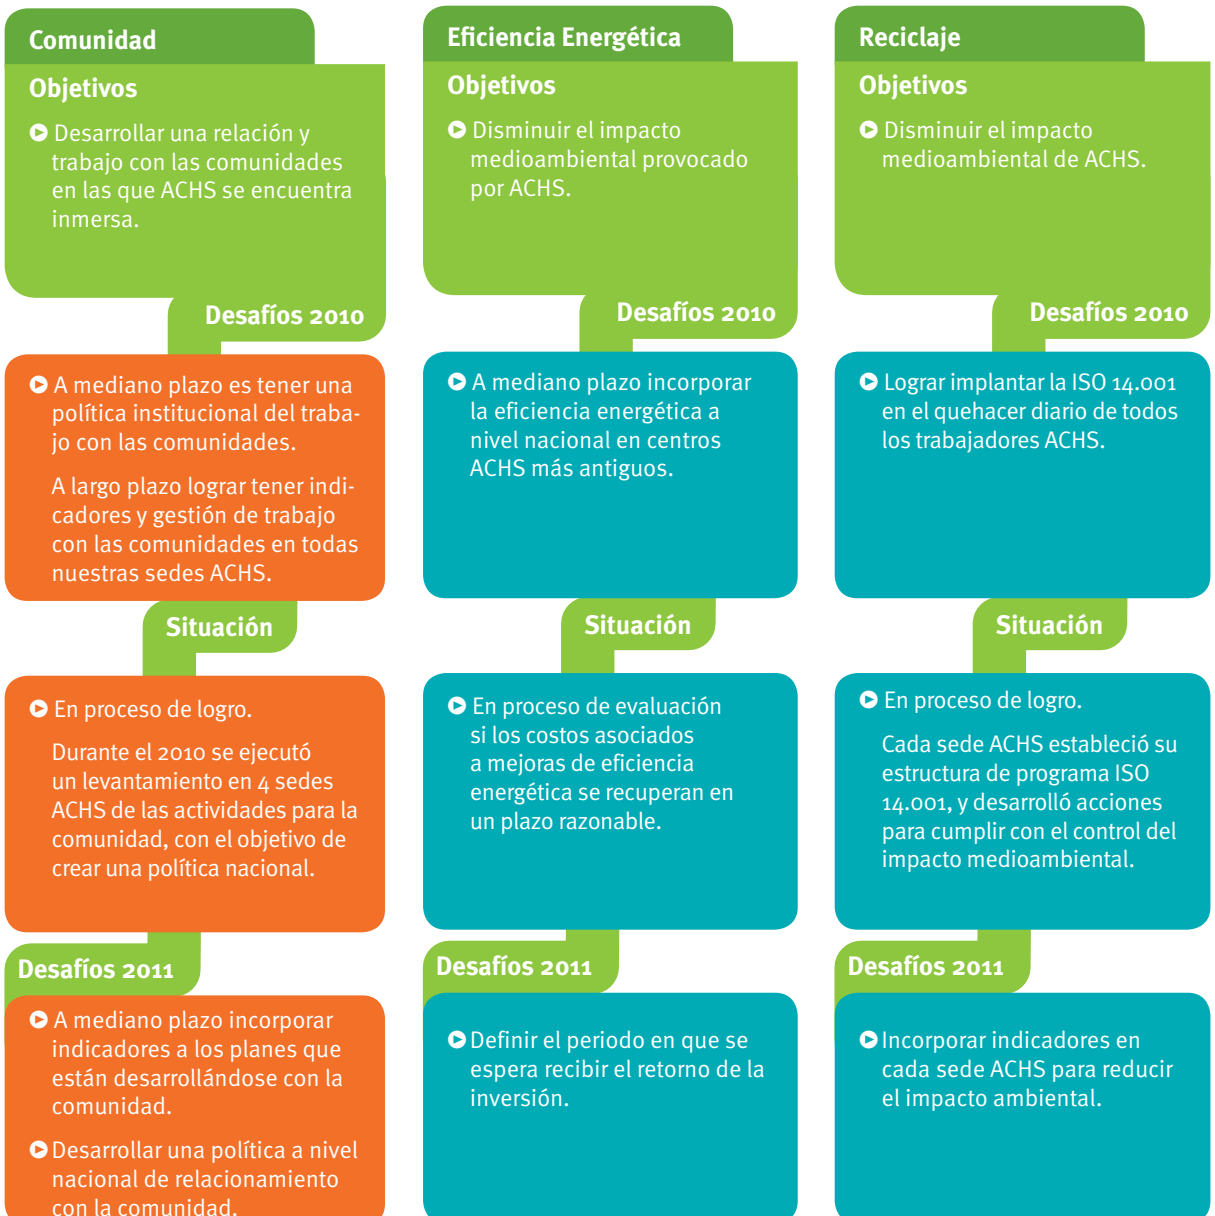 Comunidad
Objetivos
Desarrollar una relación y
trabajo con las comunidades
en las que ACHS se encuentra
inmersa.
Desafíos 2010
A mediano plazo es tener una
política institucional del traba-
jo con las comunidades.
A largo plazo lograr tener indi-
cadores y gestión de trabajo
con las comunidades en todas
nuestras sedes ACHS.
Situación
En proceso de logro.
Durante el 2010 se ejecutó
un levantamiento en 4 sedes
ACHS de las actividades para la
comunidad, con el objetivo de
crear una política nacional.
Desafíos 2011
A mediano plazo incorporar
indicadores a los planes que
están desarrollándose con la
comunidad.
Desarrollar una política a nivel
nacional de relacionamiento
con la comunidad.
Eficiencia Energética
Objetivos
Disminuir el impacto
medioambiental provocado
por ACHS.
Desafíos 2010
A mediano plazo incorporar
la eficiencia energética a
nivel nacional en centros
ACHS más antiguos.
Situación
En proceso de evaluación
si los costos asociados
a mejoras de eficiencia
energética se recuperan en
un plazo razonable.
Desafíos 2011
Definir el periodo en que se
espera recibir el retorno de la
inversión.
Reciclaje
Objetivos
Disminuir el impacto
medioambiental de ACHS.
Desafíos 2010
Lograr implantar la ISO 14.001
en el quehacer diario de todos
los trabajadores ACHS.
Situación
En proceso de logro.
Cada sede ACHS estableció su
estructura de programa ISO
14.001, y desarrolló acciones
para cumplir con el control del
impacto medioambiental.
Desafíos 2011
Incorporar indicadores en
cada sede ACHS para reducir
el impacto ambiental.